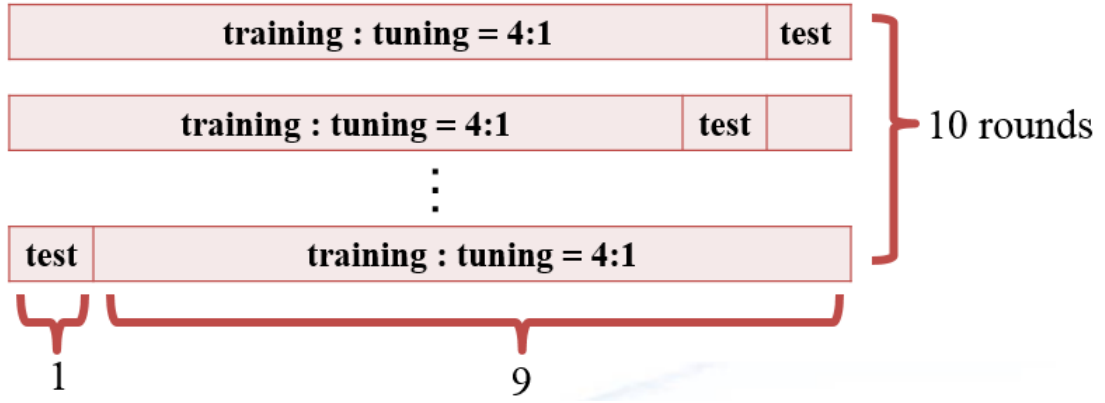 training : tuning = 4:1 test
training : tuning = 4:1 test
10 rounds
⋮
test training : tuning = 4:1
1 9